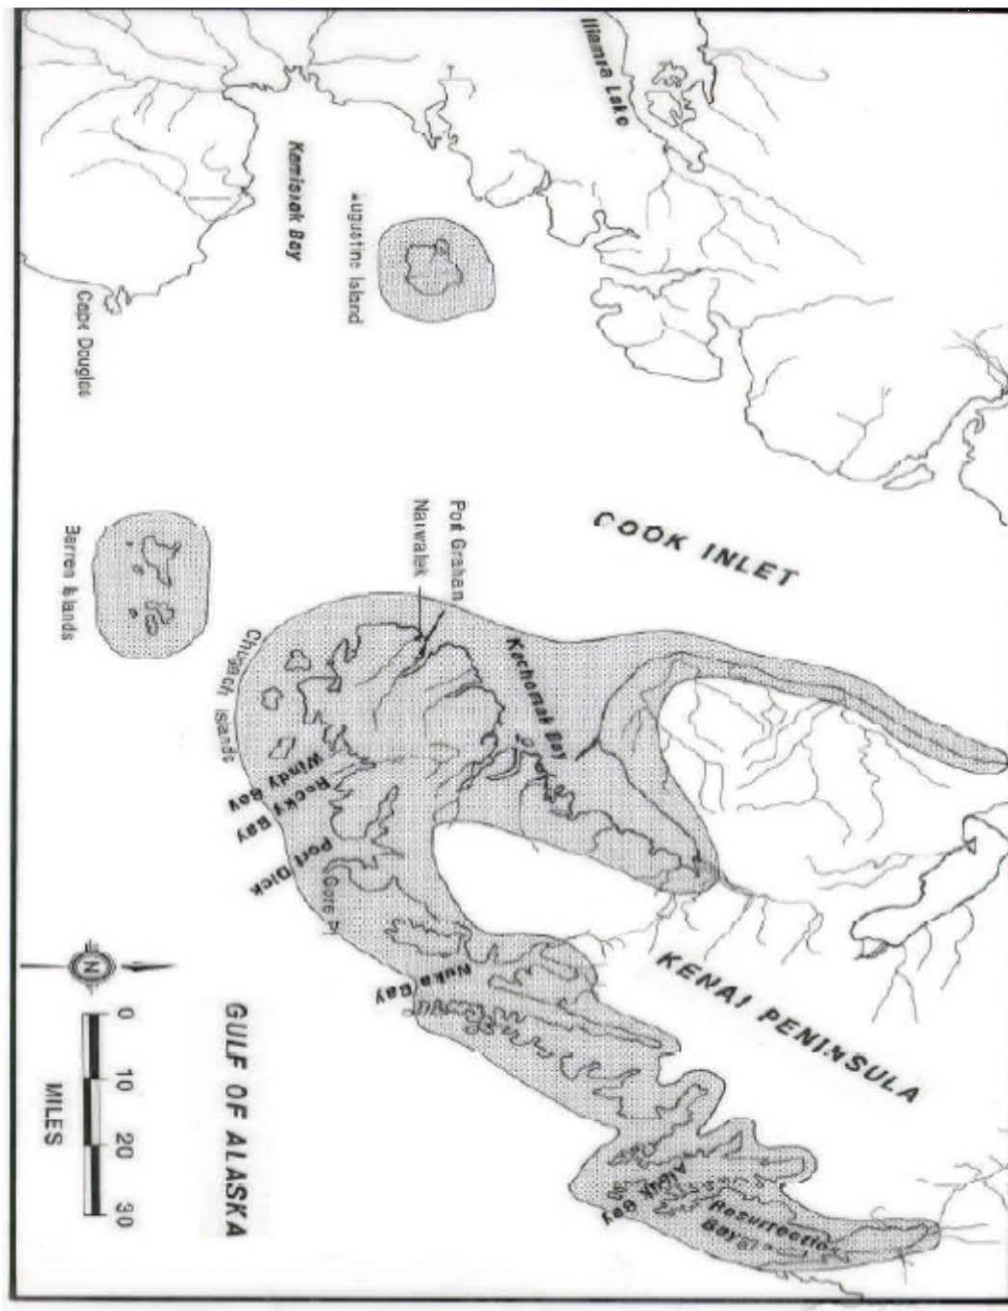 Iliamna Lake
Kamishak Bay
Augustine Island
Cape Douglas
COOK INLET
Port Graham
Nanwalek
Barren Islands
Kachemak Bay
Chugach Islands
Windy Bay
Rocky Bay
Port Dick
Gore Pt
Nuka Bay
KENAI PENINSULA
Aialik Bay
Resurrection
Bay
GULF OF ALASKA
N
0 10 20 30
MILES